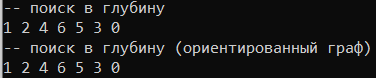 -- поиск в глубину
1 2 4 6 5 3 0
-- поиск в глубину (ориентированный граф)
1 2 4 6 5 3 0